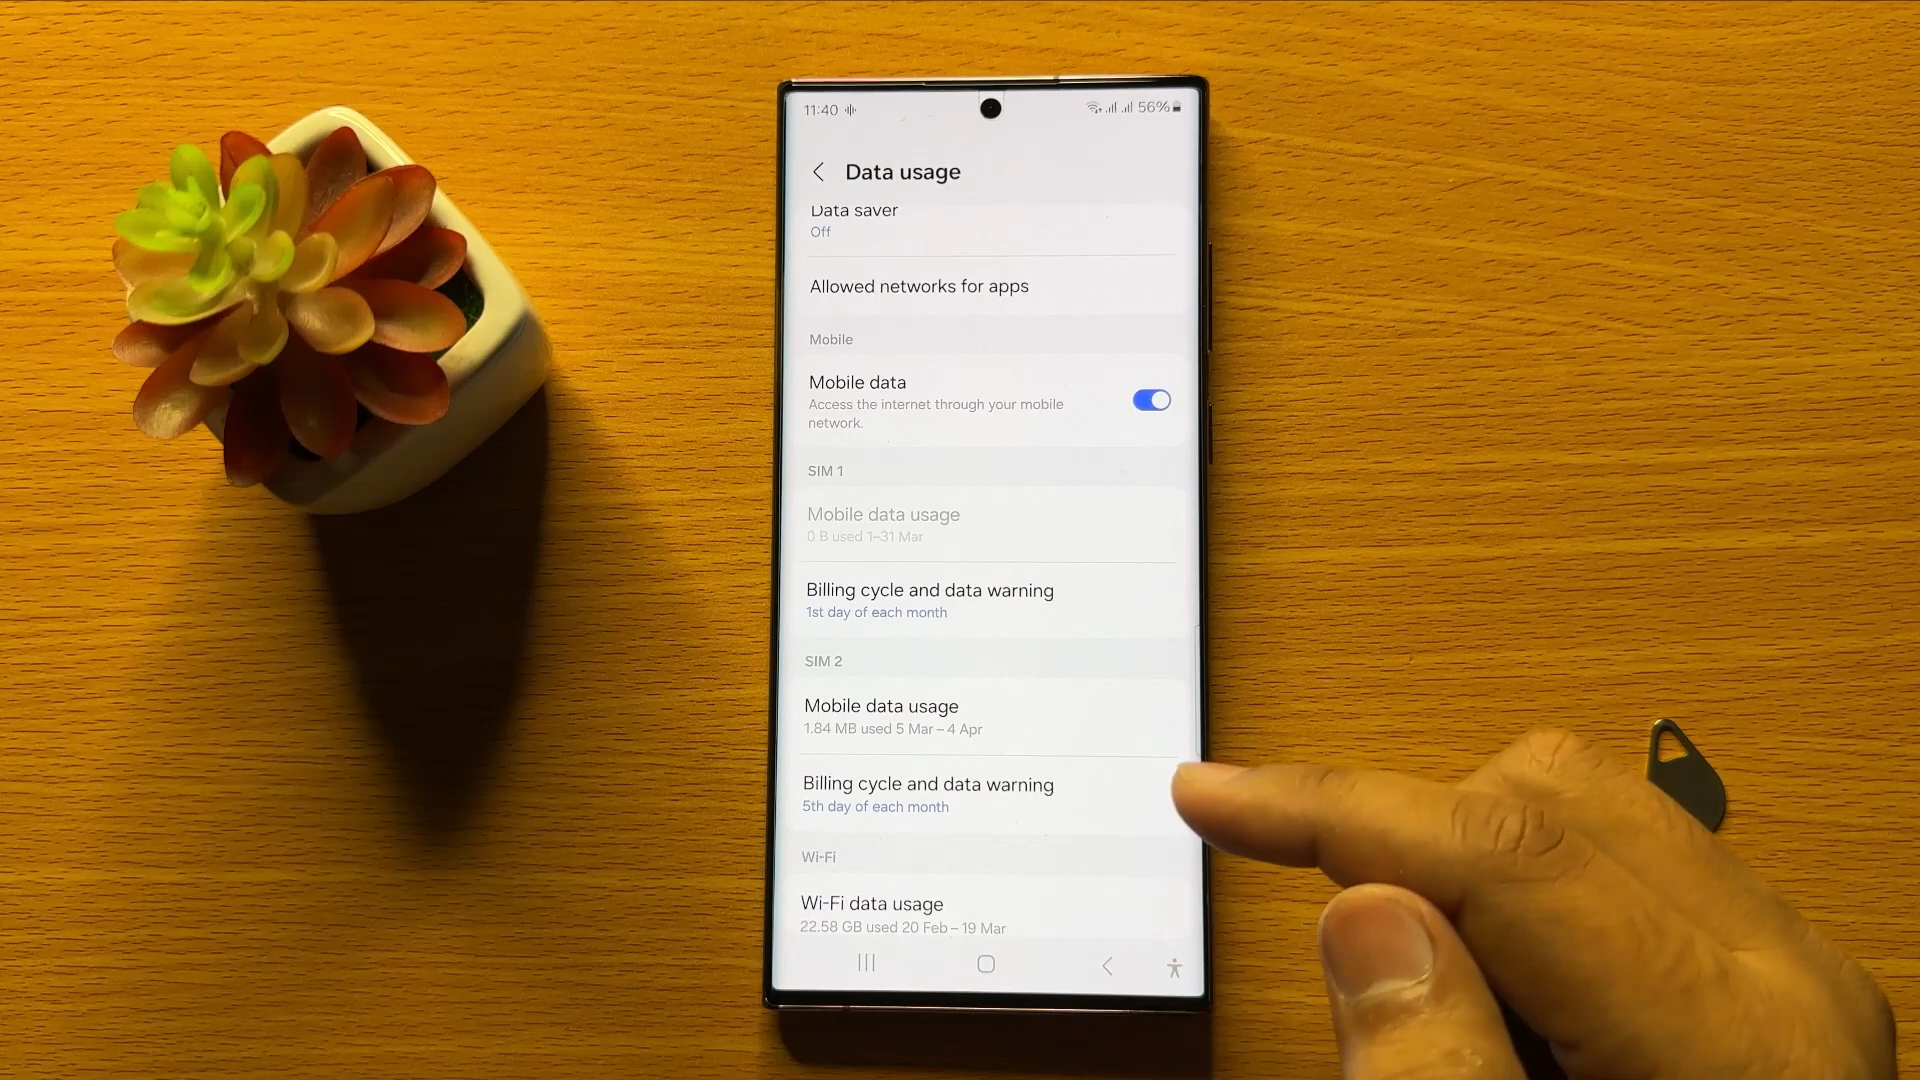 11:40
56%
Data usage
Data saver
Off
Allowed networks for apps
Mobile
Mobile data
Access the internet through your mobile
network.
SIM 1
Mobile data usage
0 B used 1–31 Mar
Billing cycle and data warning
1st day of each month
SIM 2
Mobile data usage
1.84 MB used 5 Mar – 4 Apr
Billing cycle and data warning
5th day of each month
Wi-Fi
Wi-Fi data usage
22.58 GB used 20 Feb – 19 Mar